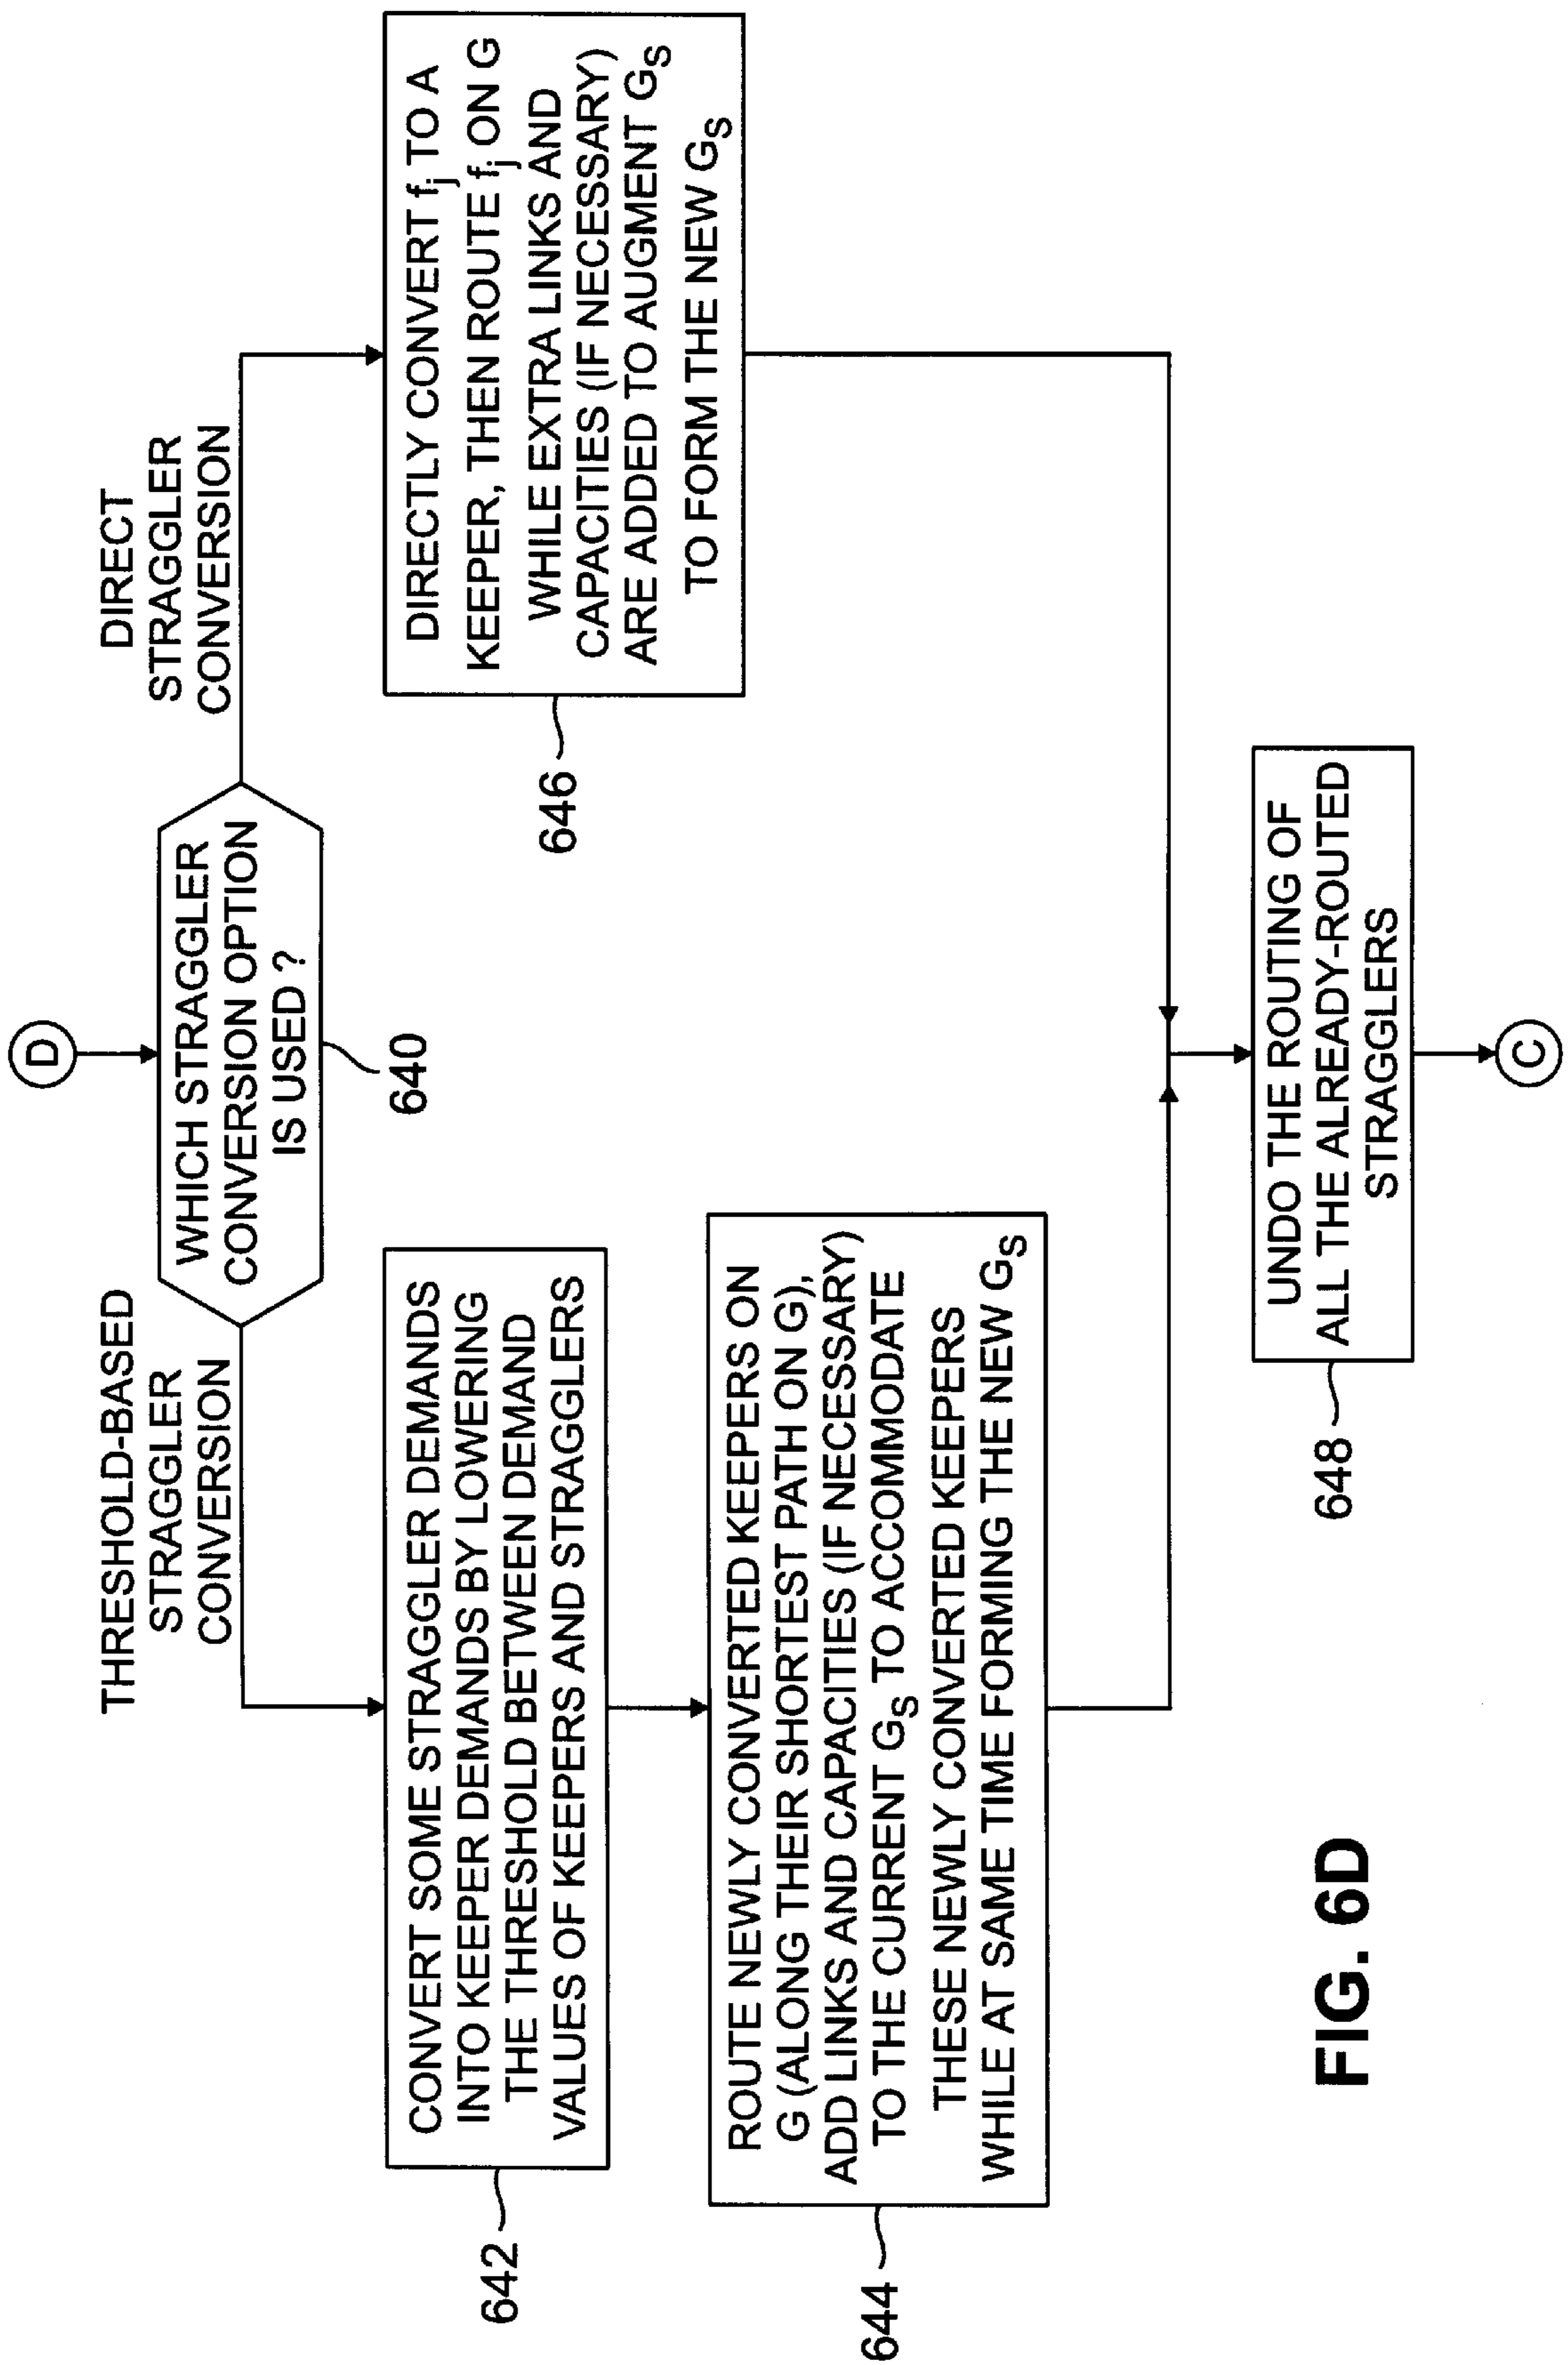 D
WHICH STRAGGLER
CONVERSION OPTION
IS USED ?
640
THRESHOLD-BASED
STRAGGLER
CONVERSION
DIRECT
STRAGGLER
CONVERSION
CONVERT SOME STRAGGLER DEMANDS
INTO KEEPER DEMANDS BY LOWERING
THE THRESHOLD BETWEEN DEMAND
VALUES OF KEEPERS AND STRAGGLERS
642
DIRECTLY CONVERT fj TO A
KEEPER, THEN ROUTE fj ON G
WHILE EXTRA LINKS AND
CAPACITIES (IF NECESSARY)
ARE ADDED TO AUGMENT GS
TO FORM THE NEW GS
646
ROUTE NEWLY CONVERTED KEEPERS ON
G (ALONG THEIR SHORTEST PATH ON G),
ADD LINKS AND CAPACITIES (IF NECESSARY)
TO THE CURRENT GS TO ACCOMMODATE
THESE NEWLY CONVERTED KEEPERS
WHILE AT SAME TIME FORMING THE NEW GS
644
UNDO THE ROUTING OF
ALL THE ALREADY-ROUTED
STRAGGLERS
648
C
FIG. 6D